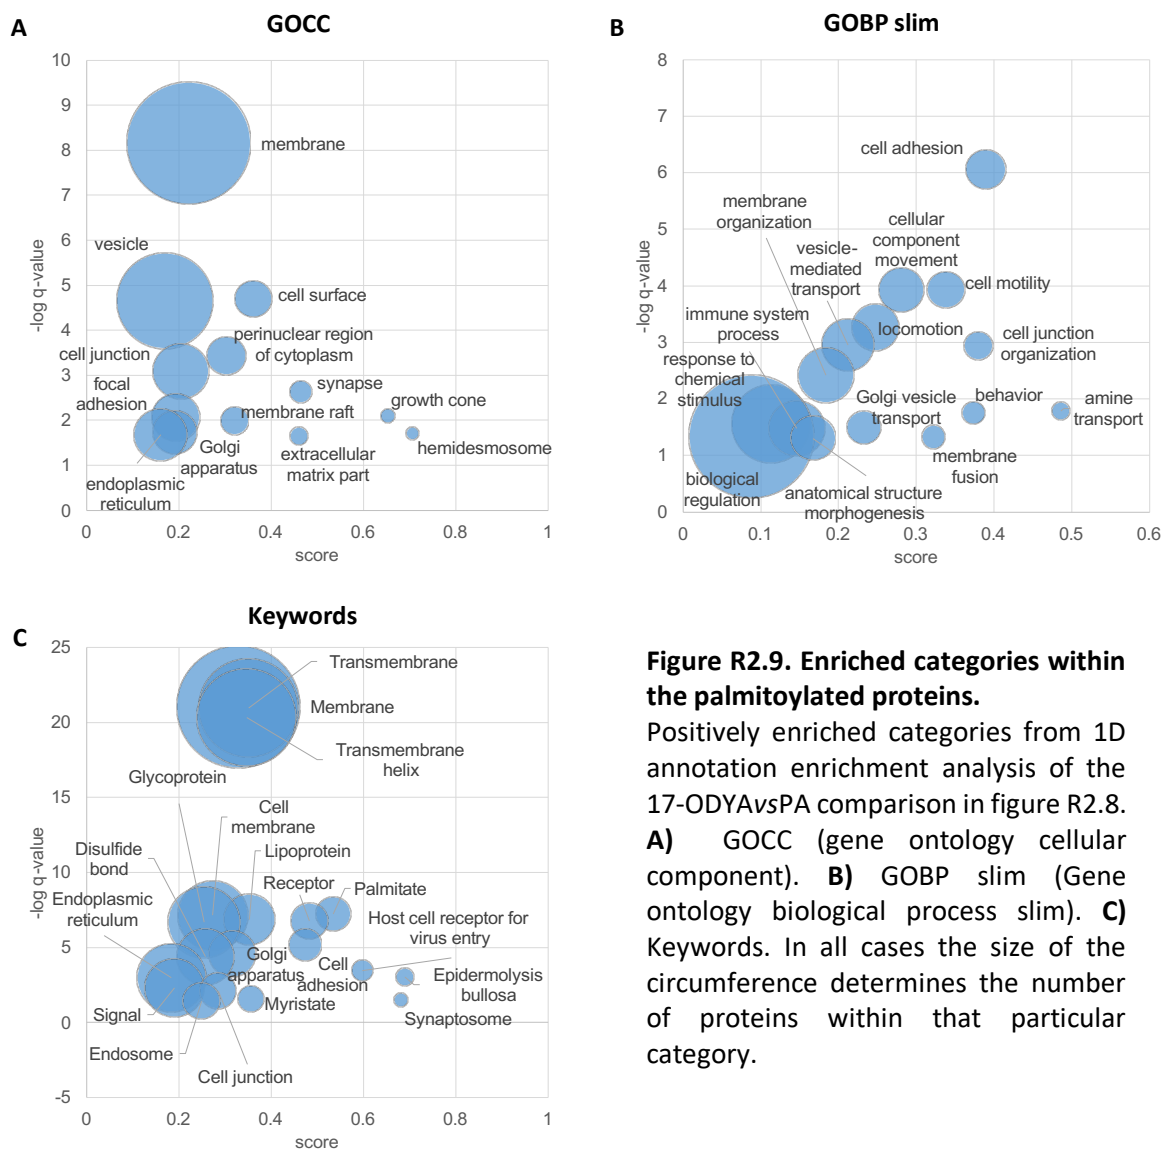 A
GOCC
10
9
8
7
6
5
4
3
2
1
0
-log q-value
membrane
vesicle
cell surface
perinuclear region
of cytoplasm
cell junction
focal
adhesion
synapse
growth cone
membrane raft
hemidesmosome
extracellular
matrix part
Golgi
apparatus
endoplasmic
reticulum
0
0.2
0.4
0.6
0.8
1
score
B
GOBP slim
8
7
6
5
4
3
2
1
0
-log q-value
cell adhesion
membrane
organization
cellular
component
movement
vesicle-
mediated
transport
cell motility
immune system
process
locomotion
cell junction
organization
response to
chemical
stimulus
Golgi vesicle
transport
behavior
amine
transport
membrane
fusion
biological
regulation
anatomical structure
morphogenesis
0
0.1
0.2
0.3
0.4
0.5
0.6
score
C
Keywords
25
20
15
10
5
0
-5
-log q-value
Transmembrane
Membrane
Transmembrane
helix
Glycoprotein
Cell
membrane
Disulfide
bond
Lipoprotein
Receptor
Palmitate
Endoplasmic
reticulum
Host cell receptor for
virus entry
Golgi
apparatus
Cell
adhesion
Epidermolysis
bullosa
Myristate
Synaptosome
Signal
Endosome
Cell junction
0
0.2
0.4
0.6
0.8
1
score
Figure R2.9. Enriched categories within
the palmitoylated proteins.
Positively enriched categories from 1D
annotation enrichment analysis of the
17-ODYAvsPA comparison in figure R2.8.
A) GOCC (gene ontology cellular
component). B) GOBP slim (Gene
ontology biological process slim). C)
Keywords. In all cases the size of the
circumference determines the number
of proteins within that particular
category.